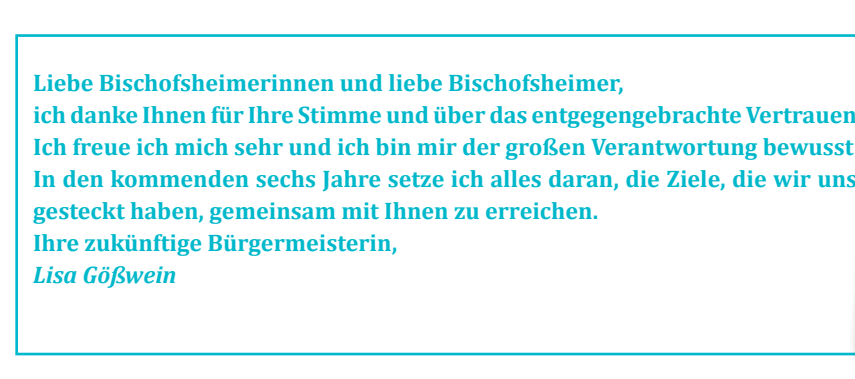 Liebe Bischofsheimerinnen und liebe Bischofsheimer,
ich danke Ihnen für Ihre Stimme und über das entgegengebrachte Vertrauen
Ich freue ich mich sehr und ich bin mir der großen Verantwortung bewusst
In den kommenden sechs Jahre setze ich alles daran, die Ziele, die wir uns
gesteckt haben, gemeinsam mit Ihnen zu erreichen.
Ihre zukünftige Bürgermeisterin,
Lisa Gößwein